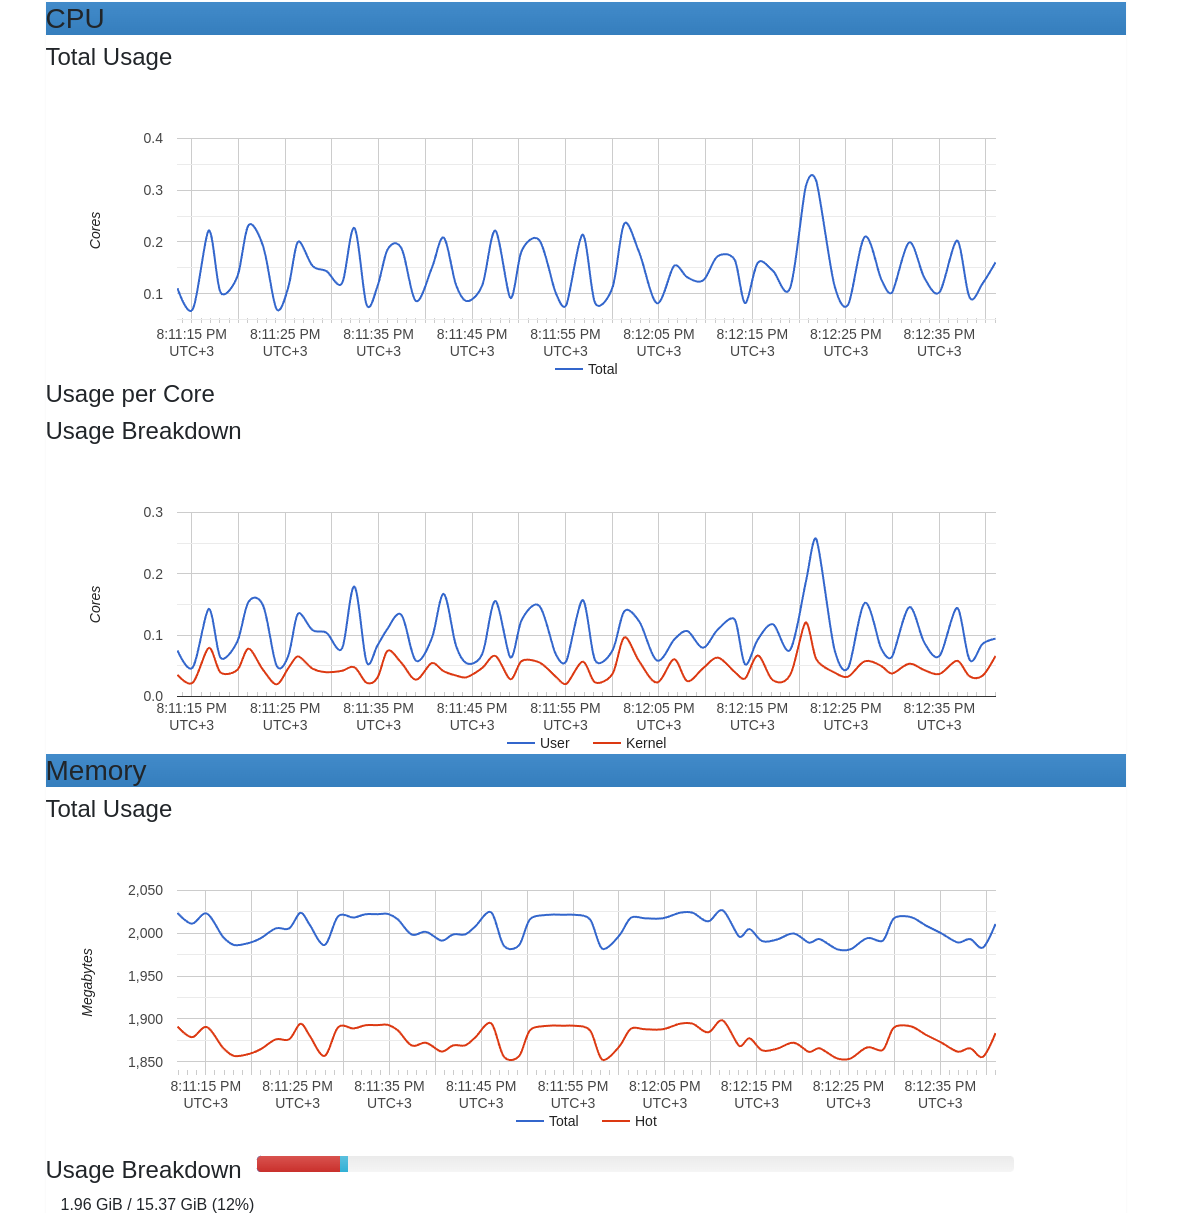 CPU
Total Usage
0.4
0.3
0.2
0.1
Cores
8:11:15 PM 8:11:25 PM 8:11:35 PM 8:11:45 PM 8:11:55 PM 8:12:05 PM 8:12:15 PM 8:12:25 PM 8:12:35 PM
UTC+3 UTC+3 UTC+3 UTC+3 UTC+3 UTC+3 UTC+3 UTC+3 UTC+3
Total
Usage per Core
Usage Breakdown
0.3
0.2
0.1
0.0
Cores
8:11:15 PM 8:11:25 PM 8:11:35 PM 8:11:45 PM 8:11:55 PM 8:12:05 PM 8:12:15 PM 8:12:25 PM 8:12:35 PM
UTC+3 UTC+3 UTC+3 UTC+3 UTC+3 UTC+3 UTC+3 UTC+3 UTC+3
User Kernel
Memory
Total Usage
2,050
2,000
1,950
1,900
1,850
Megabytes
8:11:15 PM 8:11:25 PM 8:11:35 PM 8:11:45 PM 8:11:55 PM 8:12:05 PM 8:12:15 PM 8:12:25 PM 8:12:35 PM
UTC+3 UTC+3 UTC+3 UTC+3 UTC+3 UTC+3 UTC+3 UTC+3 UTC+3
Total Hot
Usage Breakdown
1.96 GiB / 15.37 GiB (12%)